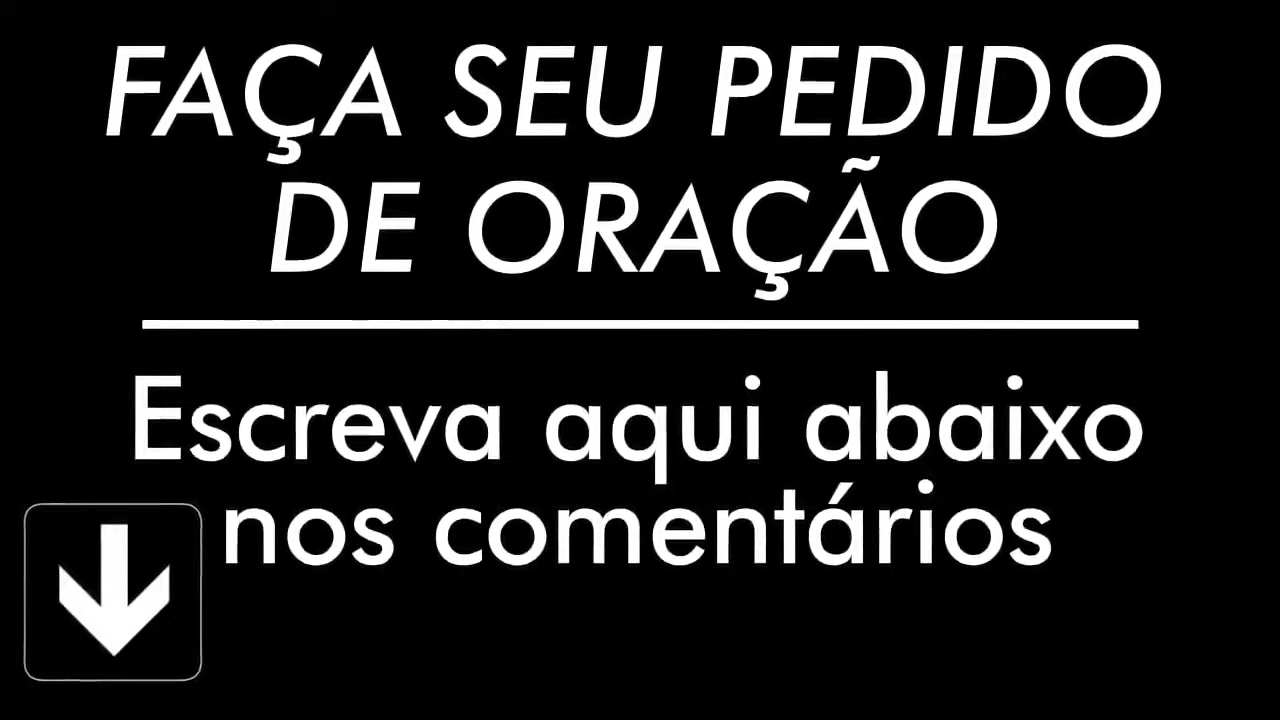 FAÇA SEU PEDIDO
DE ORAÇÃO
Escreva aqui abaixo
nos comentários